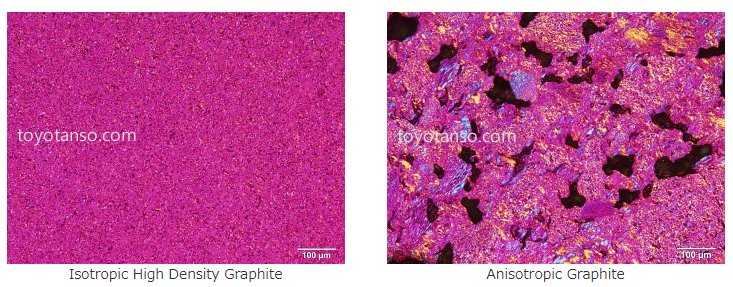 toyotanso.com
toyotanso.com
100 µm
100 µm
Isotropic High Density Graphite
Anisotropic Graphite